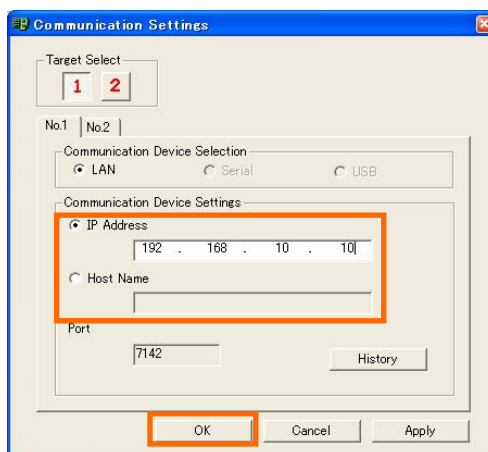 Communication Settings
Target Select
1 2
No.1 No.2
Communication Device Selection
LAN Serial USB
Communication Device Settings
IP Address
192 . 168 . 10 . 10
Host Name
Port
7142
History
OK Cancel Apply